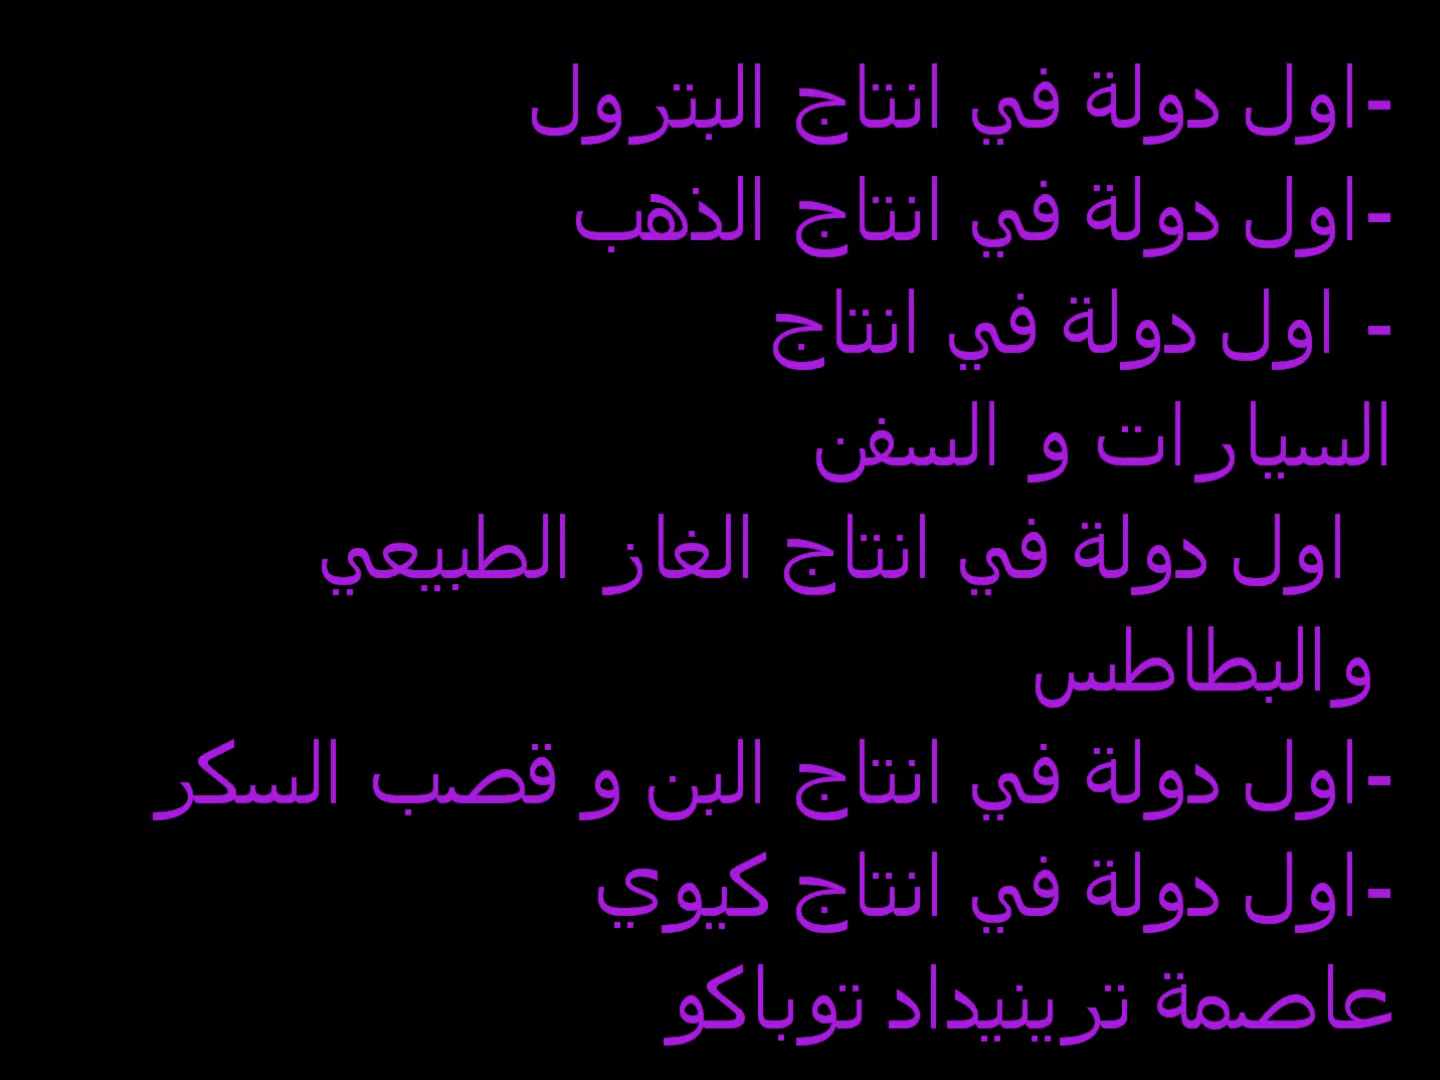 -اول دولة في انتاج البترول
-اول دولة في انتاج الذهب
- اول دولة في انتاج
السيارات و السفن
اول دولة في انتاج الغاز الطبيعي
والبطاطس
-اول دولة في انتاج البن و قصب السكر
-اول دولة في انتاج كيوي
عاصمة ترينيداد توباكو